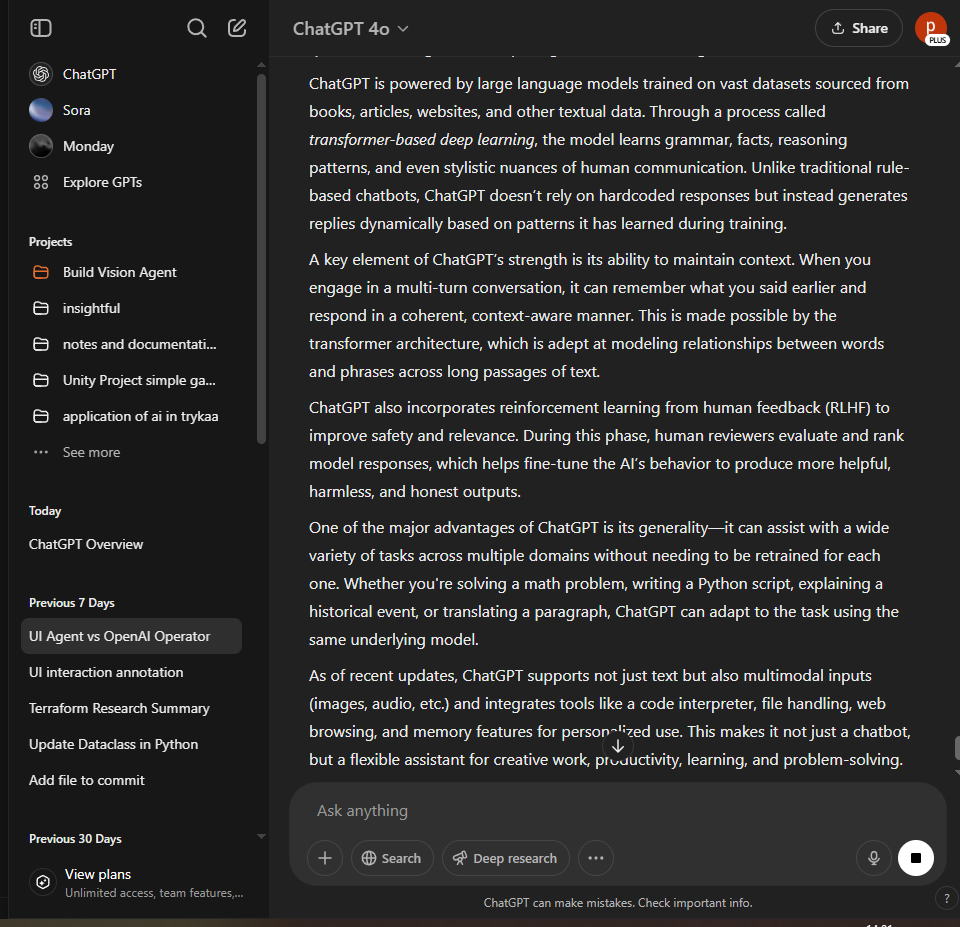 ChatGPT 4o
Share
p
PLUS
ChatGPT
Sora
Monday
Explore GPTs
Projects
Build Vision Agent
insightful
notes and documentati...
Unity Project simple ga...
application of ai in trykaa
See more
Today
ChatGPT Overview
Previous 7 Days
UI Agent vs OpenAI Operator
UI interaction annotation
Terraform Research Summary
Update Dataclass in Python
Add file to commit
Previous 30 Days
View plans
Unlimited access, team features,...
ChatGPT is powered by large language models trained on vast datasets sourced from
books, articles, websites, and other textual data. Through a process called
transformer-based deep learning, the model learns grammar, facts, reasoning
patterns, and even stylistic nuances of human communication. Unlike traditional rule-
based chatbots, ChatGPT doesn’t rely on hardcoded responses but instead generates
replies dynamically based on patterns it has learned during training.
A key element of ChatGPT’s strength is its ability to maintain context. When you
engage in a multi-turn conversation, it can remember what you said earlier and
respond in a coherent, context-aware manner. This is made possible by the
transformer architecture, which is adept at modeling relationships between words
and phrases across long passages of text.
ChatGPT also incorporates reinforcement learning from human feedback (RLHF) to
improve safety and relevance. During this phase, human reviewers evaluate and rank
model responses, which helps fine-tune the AI’s behavior to produce more helpful,
harmless, and honest outputs.
One of the major advantages of ChatGPT is its generality—it can assist with a wide
variety of tasks across multiple domains without needing to be retrained for each
one. Whether you're solving a math problem, writing a Python script, explaining a
historical event, or translating a paragraph, ChatGPT can adapt to the task using the
same underlying model.
As of recent updates, ChatGPT supports not just text but also multimodal inputs
(images, audio, etc.) and integrates tools like a code interpreter, file handling, web
browsing, and memory features for personalized use. This makes it not just a chatbot,
but a flexible assistant for creative work, productivity, learning, and problem-solving.
Ask anything
Search
Deep research
ChatGPT can make mistakes. Check important info.
?